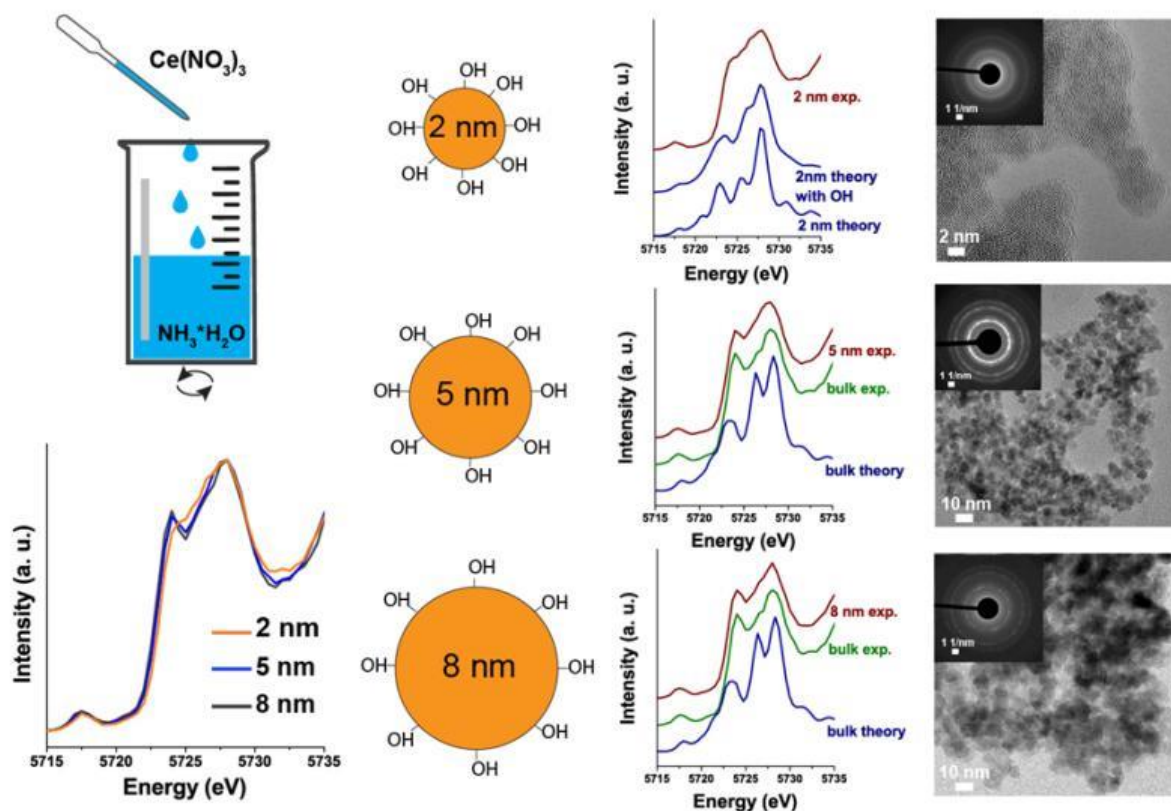 Ce(NO3)3
NH3*H2O
Intensity (a. u.)
2 nm
5 nm
8 nm
5715 5720 5725 5730 5735
Energy (eV)
OH
OH OH
OH OH
2 nm
OH OH
OH
OH
OH OH
OH OH
5 nm
OH OH
OH
OH
OH OH
OH OH
8 nm
OH OH
OH
Intensity (a. u.)
2 nm exp.
2nm theory
with OH
2 nm theory
5715 5720 5725 5730 5735
Energy (eV)
Intensity (a. u.)
5 nm exp.
bulk exp.
bulk theory
5715 5720 5725 5730 5735
Energy (eV)
Intensity (a. u.)
8 nm exp.
bulk exp.
bulk theory
5715 5720 5725 5730 5735
Energy (eV)
1 1/nm
2 nm
1 1/nm
10 nm
1 1/nm
10 nm